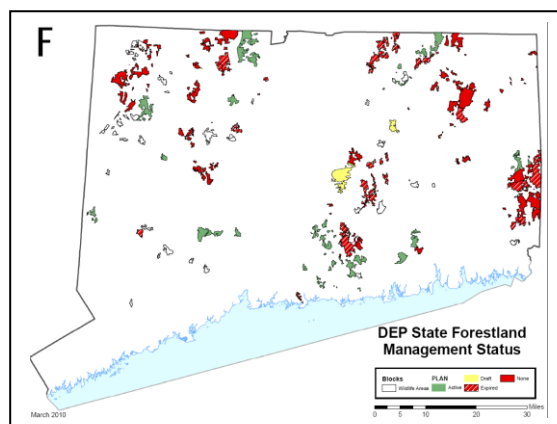 F
DEP State Forestland
Management Status
Blocks PLAN Draft None
Wildlife Areas Active Expired
March 2010
Miles
0 5 10 20 30